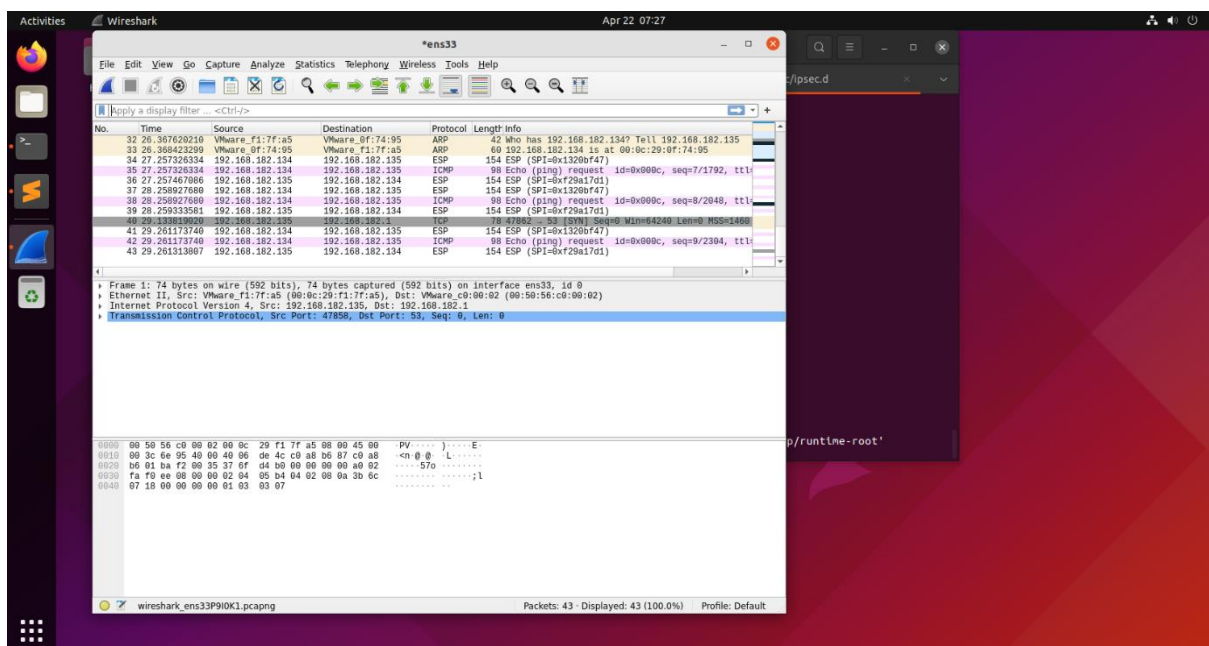 Activities Wireshark Apr 22 07:27
*ens33
File Edit View Go Capture Analyze Statistics Telephony Wireless Tools Help
c/ipsec.d
Apply a display filter ... <Ctrl-/>
No. Time Source Destination Protocol Length Info
32 26.367620210 VMware_f1:7f:a5 VMware_0f:74:95 ARP 42 Who has 192.168.182.134? Tell 192.168.182.135
33 26.368423299 VMware_0f:74:95 VMware_f1:7f:a5 ARP 60 192.168.182.134 is at 00:0c:29:0f:74:95
34 27.257326334 192.168.182.134 192.168.182.135 ESP 154 ESP (SPI=0x1320bf47)
35 27.257326334 192.168.182.134 192.168.182.135 ICMP 98 Echo (ping) request id=0x000c, seq=7/1792, ttl=
36 27.257467086 192.168.182.135 192.168.182.134 ESP 154 ESP (SPI=0xf29a17d1)
37 28.258927680 192.168.182.134 192.168.182.135 ESP 154 ESP (SPI=0x1320bf47)
38 28.258927680 192.168.182.134 192.168.182.135 ICMP 98 Echo (ping) request id=0x000c, seq=8/2048, ttl=
39 28.259333581 192.168.182.135 192.168.182.134 ESP 154 ESP (SPI=0xf29a17d1)
40 29.133819020 192.168.182.135 192.168.182.1 TCP 78 47862 → 53 [SYN] Seq=0 Win=64240 Len=0 MSS=1460
41 29.261173740 192.168.182.134 192.168.182.135 ESP 154 ESP (SPI=0x1320bf47)
42 29.261173740 192.168.182.134 192.168.182.135 ICMP 98 Echo (ping) request id=0x000c, seq=9/2304, ttl=
43 29.261313807 192.168.182.135 192.168.182.134 ESP 154 ESP (SPI=0xf29a17d1)
Frame 1: 74 bytes on wire (592 bits), 74 bytes captured (592 bits) on interface ens33, id 0
Ethernet II, Src: VMware_f1:7f:a5 (00:0c:29:f1:7f:a5), Dst: VMware_c0:00:02 (00:50:56:c0:00:02)
Internet Protocol Version 4, Src: 192.168.182.135, Dst: 192.168.182.1
Transmission Control Protocol, Src Port: 47858, Dst Port: 53, Seq: 0, Len: 0
p/runtime-root'
0000 00 50 56 c0 00 02 00 0c 29 f1 7f a5 08 00 45 00 ·PV····· )·····E·
0010 00 3c 6e 95 40 00 40 06 de 4c c0 a8 b6 87 c0 a8 ·<n·@·@· ·L······
0020 b6 01 ba f2 00 35 37 6f d4 b0 00 00 00 00 a0 02 ·····57o ········
0030 fa f0 ee 08 00 00 02 04 05 b4 04 02 08 0a 3b 6c ········ ······;l
0040 07 18 00 00 00 00 01 03 03 07 ········ ··
wireshark_ens33P9I0K1.pcapng Packets: 43 · Displayed: 43 (100.0%) Profile: Default